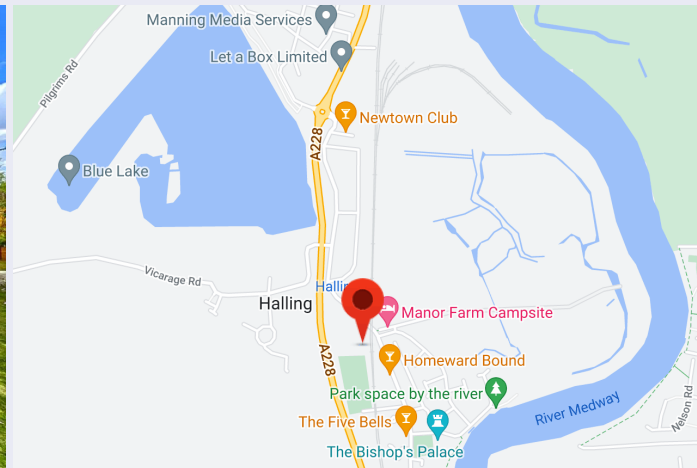 Manning Media Services
Let a Box Limited
Pilgrims Rd
Newtown Club
A228
Blue Lake
Vicarage Rd
Hallin
Halling
Manor Farm Campsite
A228
Homeward Bound
Park space by the river
River Medway
Nelson Rd
The Five Bells
The Bishop's Palace